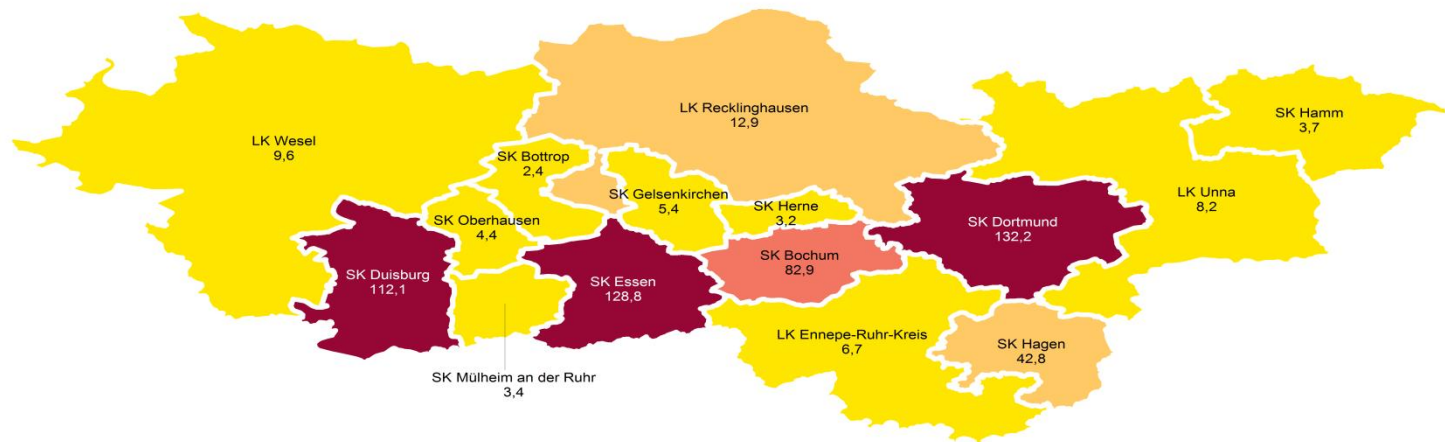 LK Recklinghausen
12,9
SK Hamm
3,7
LK Wesel
9,6
SK Bottrop
2,4
SK Gelsenkirchen
5,4
LK Unna
8,2
SK Herne
3,2
SK Oberhausen
4,4
SK Dortmund
132,2
SK Bochum
82,9
SK Duisburg
112,1
SK Essen
128,8
LK Ennepe-Ruhr-Kreis
6,7
SK Hagen
42,8
SK Mülheim an der Ruhr
3,4